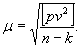 μ = √([pv²] / (n − k))